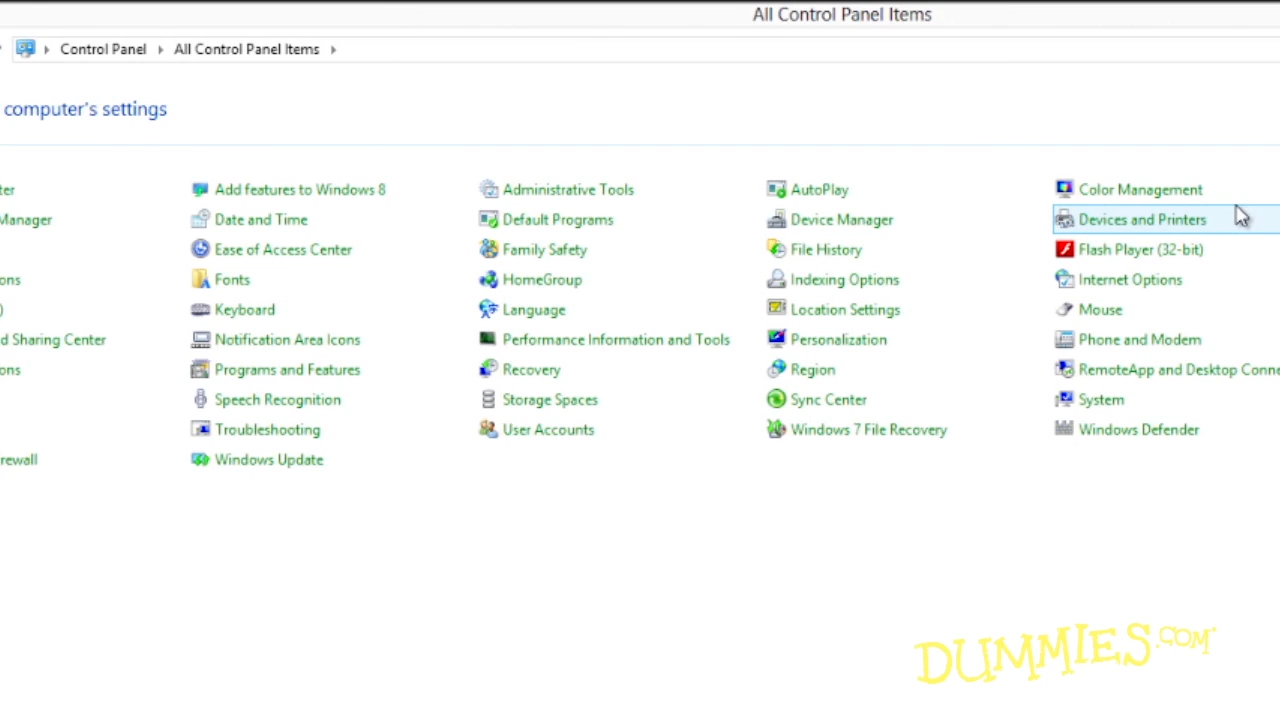 All Control Panel Items
Control Panel All Control Panel Items
computer's settings
ter Add features to Windows 8 Administrative Tools AutoPlay Color Management
Manager Date and Time Default Programs Device Manager Devices and Printers
Ease of Access Center Family Safety File History Flash Player (32-bit)
ons Fonts HomeGroup Indexing Options Internet Options
) Keyboard Language Location Settings Mouse
d Sharing Center Notification Area Icons Performance Information and Tools Personalization Phone and Modem
ons Programs and Features Recovery Region RemoteApp and Desktop Conne
Speech Recognition Storage Spaces Sync Center System
Troubleshooting User Accounts Windows 7 File Recovery Windows Defender
rewall Windows Update
DUMMIES.COM